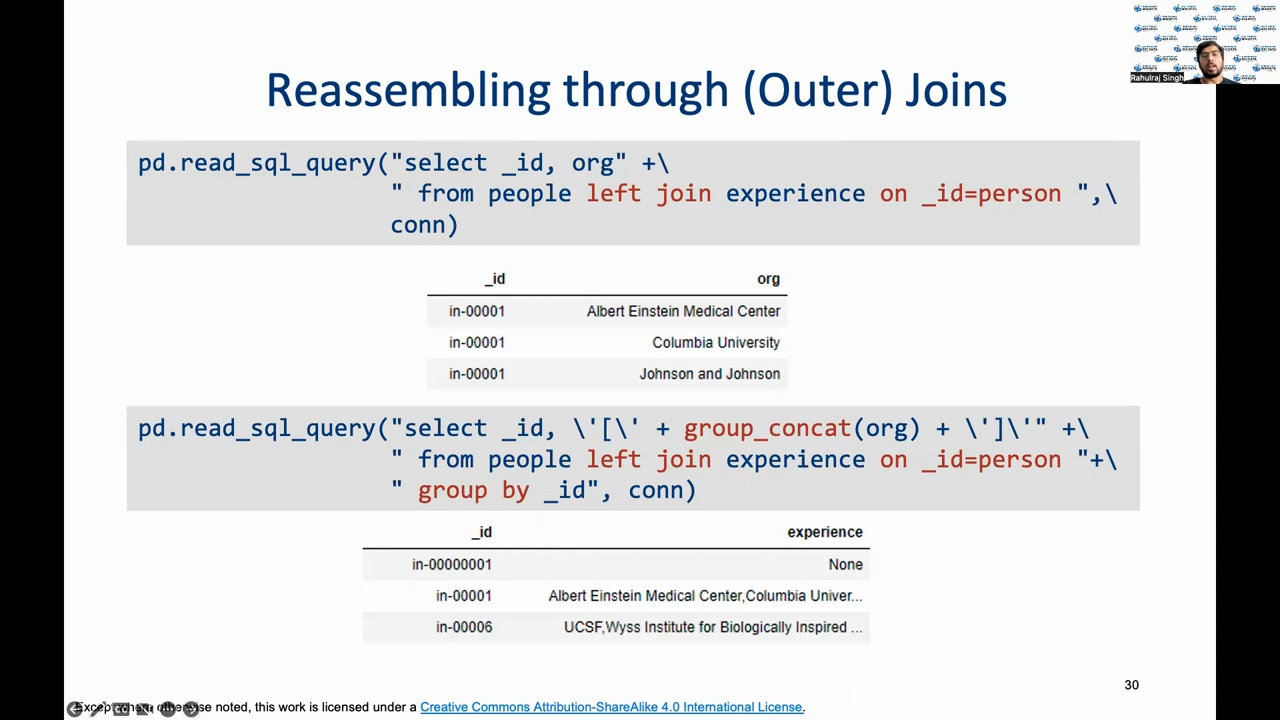 Rahulraj Singh
Reassembling through (Outer) Joins
pd.read_sql_query("select _id, org" +\
" from people left join experience on _id=person ",\
conn)
_id org
in-00001 Albert Einstein Medical Center
in-00001 Columbia University
in-00001 Johnson and Johnson
pd.read_sql_query("select _id, \'[\' + group_concat(org) + \']\'" +\
" from people left join experience on _id=person "+\
" group by _id", conn)
_id experience
in-00000001 None
in-00001 Albert Einstein Medical Center,Columbia Univer...
in-00006 UCSF,Wyss Institute for Biologically Inspired ...
30
noted, this work is licensed under a Creative Commons Attribution-ShareAlike 4.0 International License.